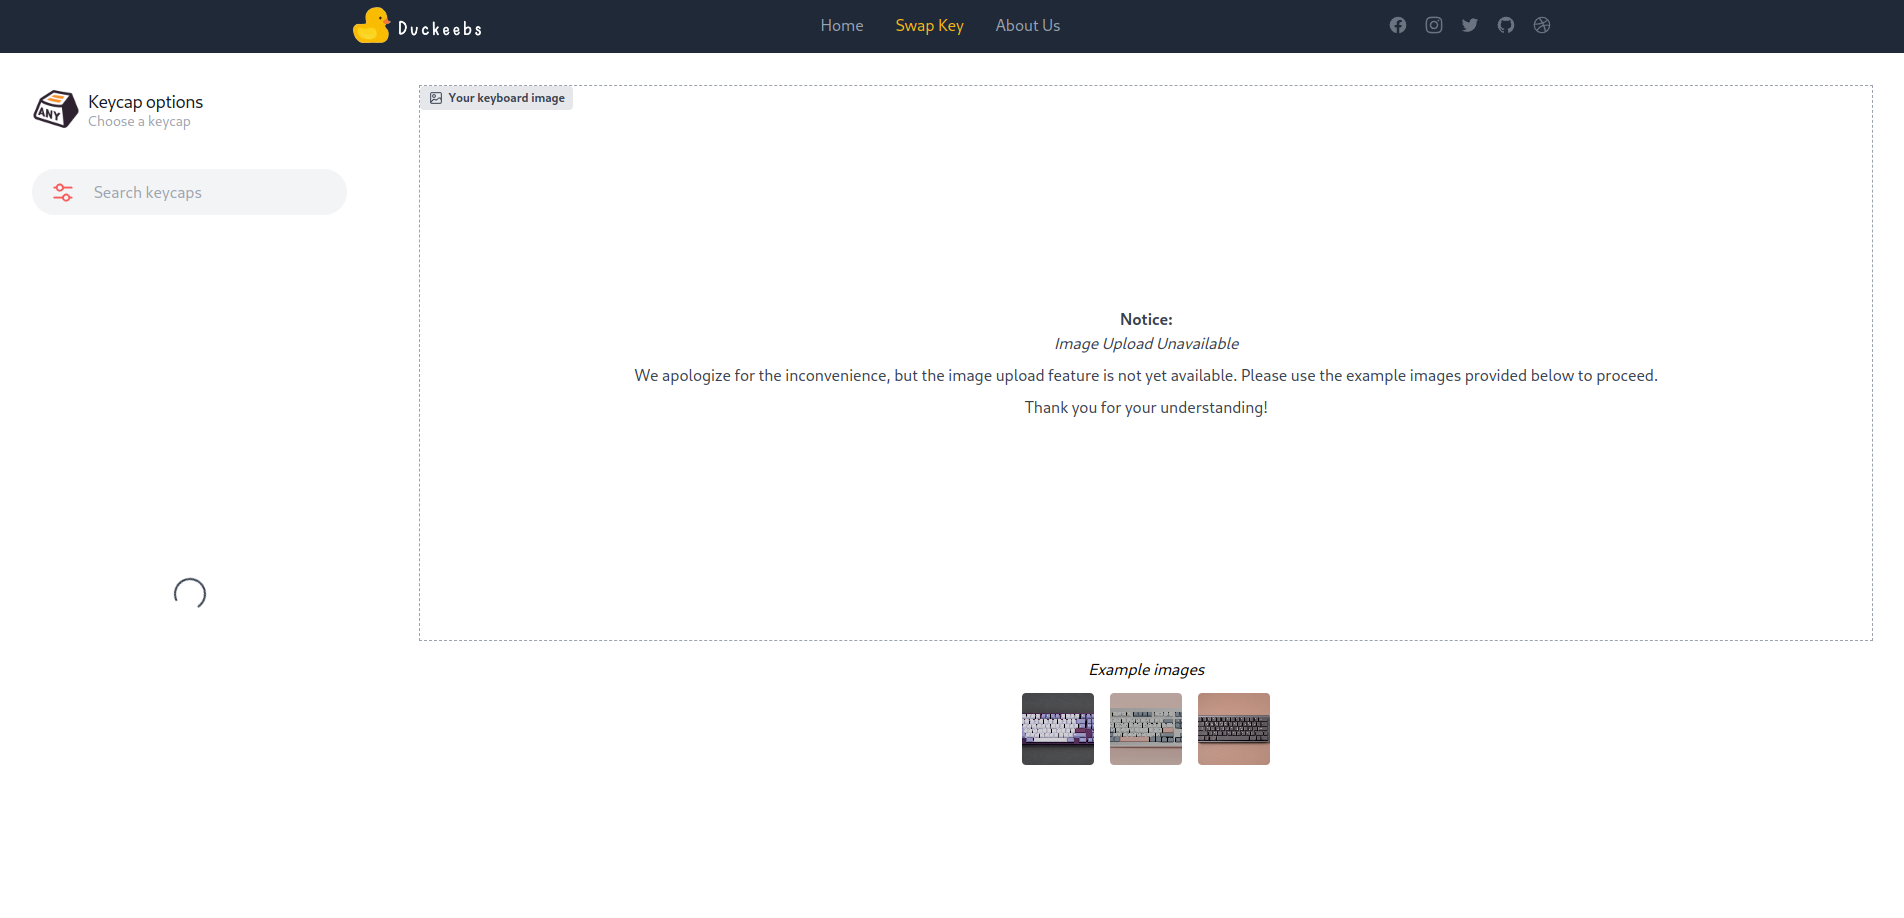 Duckeebs
Home
Swap Key
About Us
Keycap options
Choose a keycap
ANY
Search keycaps
Your keyboard image
Notice:
Image Upload Unavailable
We apologize for the inconvenience, but the image upload feature is not yet available. Please use the example images provided below to proceed.
Thank you for your understanding!
Example images